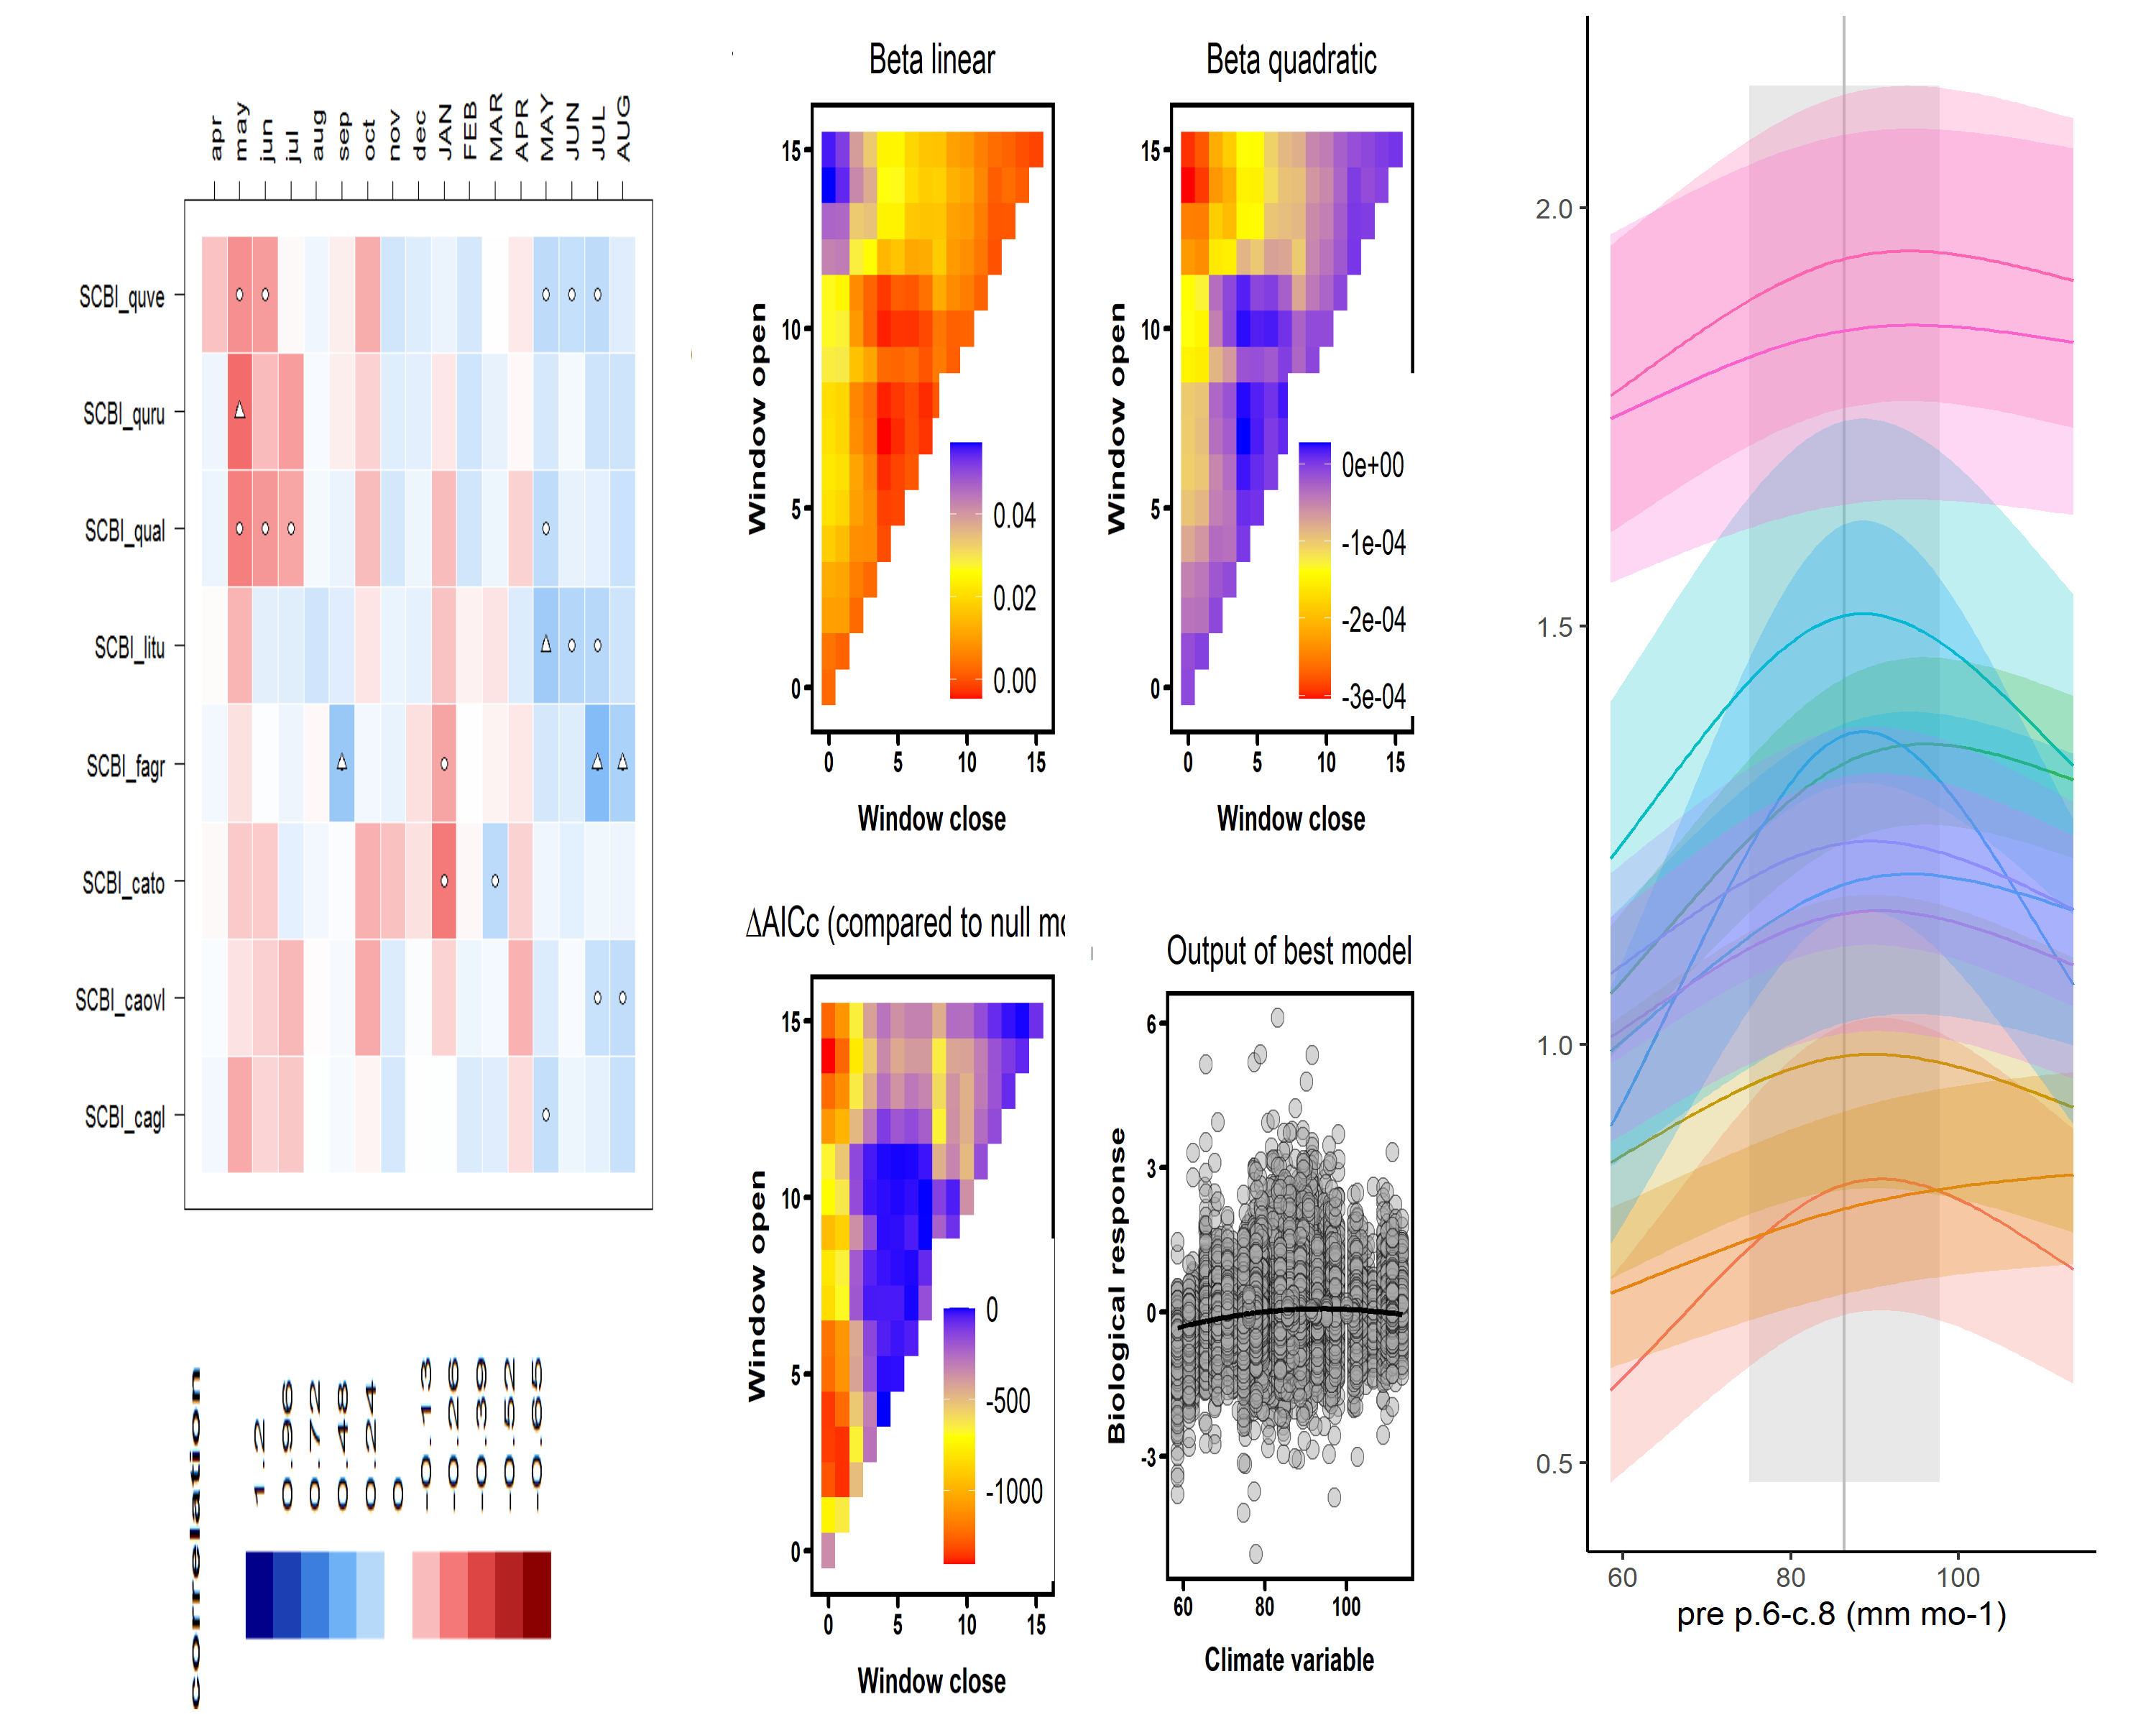 apr
may
jun
jul
aug
sep
oct
nov
dec
JAN
FEB
MAR
APR
MAY
JUN
JUL
AUG
SCBI_quve
SCBI_quru
SCBI_qual
SCBI_litu
SCBI_fagr
SCBI_cato
SCBI_caovl
SCBI_cagl
correlation
1.2
0.96
0.72
0.48
0.24
0
-0.13
-0.26
-0.39
-0.52
-0.65
Beta linear
Window open
15
10
5
0
0.04
0.02
0.00
0 5 10 15
Window close
Beta quadratic
Window open
15
10
5
0
0e+00
-1e-04
-2e-04
-3e-04
0 5 10 15
Window close
ΔAICc (compared to null mo
Window open
15
10
5
0
0
-500
-1000
0 5 10 15
Window close
Output of best model
Biological response
6
3
0
-3
60 80 100
Climate variable
2.0
1.5
1.0
0.5
60 80 100
pre p.6-c.8 (mm mo-1)